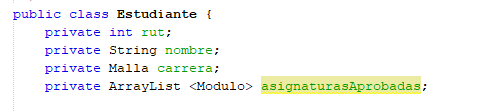 public class Estudiante {
private int rut;
private String nombre;
private Malla carrera;
private ArrayList <Modulo> asignaturasAprobadas;